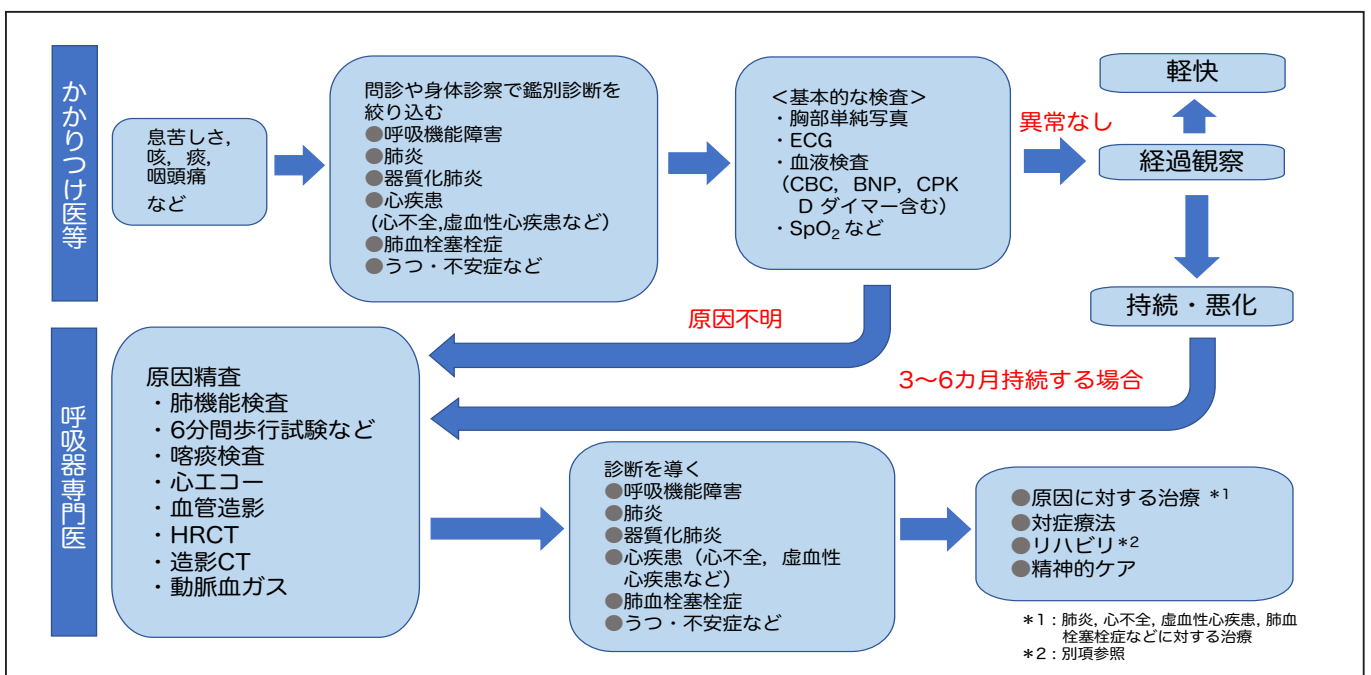 かかりつけ医等
息苦しさ,
咳,痰,
咽頭痛
など
問診や身体診察で鑑別診断を
絞り込む
●呼吸機能障害
●肺炎
●器質化肺炎
●心疾患
(心不全,虚血性心疾患など)
●肺血栓塞栓症
●うつ・不安症など
<基本的な検査>
・胸部単純写真
・ECG
・血液検査
(CBC, BNP, CPK
D ダイマー含む)
・SpO₂ など
異常なし
軽快
経過観察
持続・悪化
原因不明
3〜6カ月持続する場合
呼吸器専門医
原因精査
・肺機能検査
・6分間歩行試験など
・喀痰検査
・心エコー
・血管造影
・HRCT
・造影CT
・動脈血ガス
診断を導く
●呼吸機能障害
●肺炎
●器質化肺炎
●心疾患(心不全,虚血性
心疾患など)
●肺血栓塞栓症
●うつ・不安症など
●原因に対する治療 *1
●対症療法
●リハビリ*2
●精神的ケア
*1:肺炎,心不全,虚血性心疾患,肺血
栓塞栓症などに対する治療
*2:別項参照